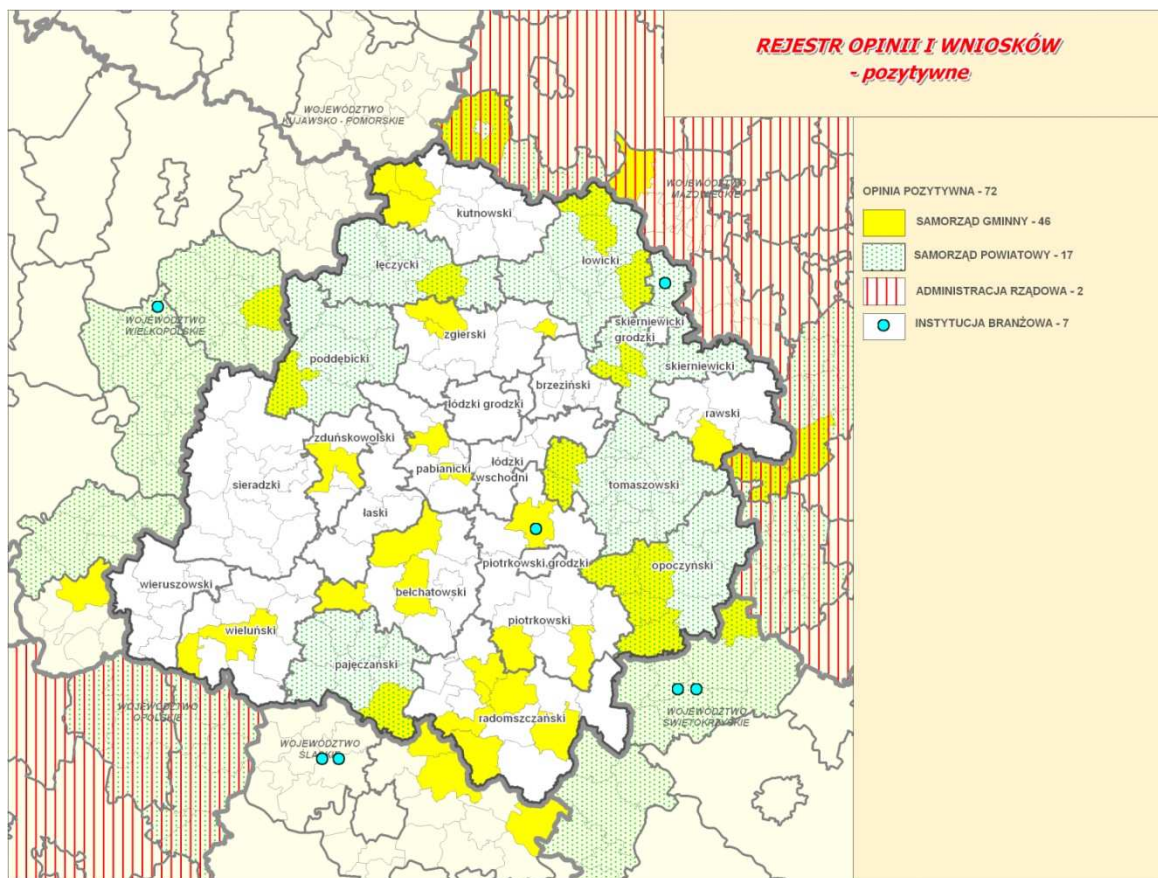 REJESTR OPINII I WNIOSKÓW
- pozytywne
OPINIA POZYTYWNA - 72
SAMORZĄD GMINNY - 46
SAMORZĄD POWIATOWY - 17
ADMINISTRACJA RZĄDOWA - 2
INSTYTUCJA BRANŻOWA - 7
WOJEWÓDZTWO
KUJAWSKO - POMORSKIE
WOJEWÓDZTWO
MAZOWIECKIE
kutnowski
łęczycki
łowicki
WOJEWÓDZTWO
WIELKOPOLSKIE
zgierski
skierniewicki
grodzki
poddębicki
skierniewicki
brzeziński
łódzki grodzki
rawski
zduńskowolski
pabianicki
łódzki
wschodni
sieradzki
tomaszowski
łaski
piotrkowski grodzki
opoczyński
wieruszowski
bełchatowski
piotrkowski
wieluński
pajęczański
radomszczański
WOJEWÓDZTWO
OPOLSKIE
WOJEWÓDZTWO
ŚWIĘTOKRZYSKIE
WOJEWÓDZTWO
ŚLĄSKIE